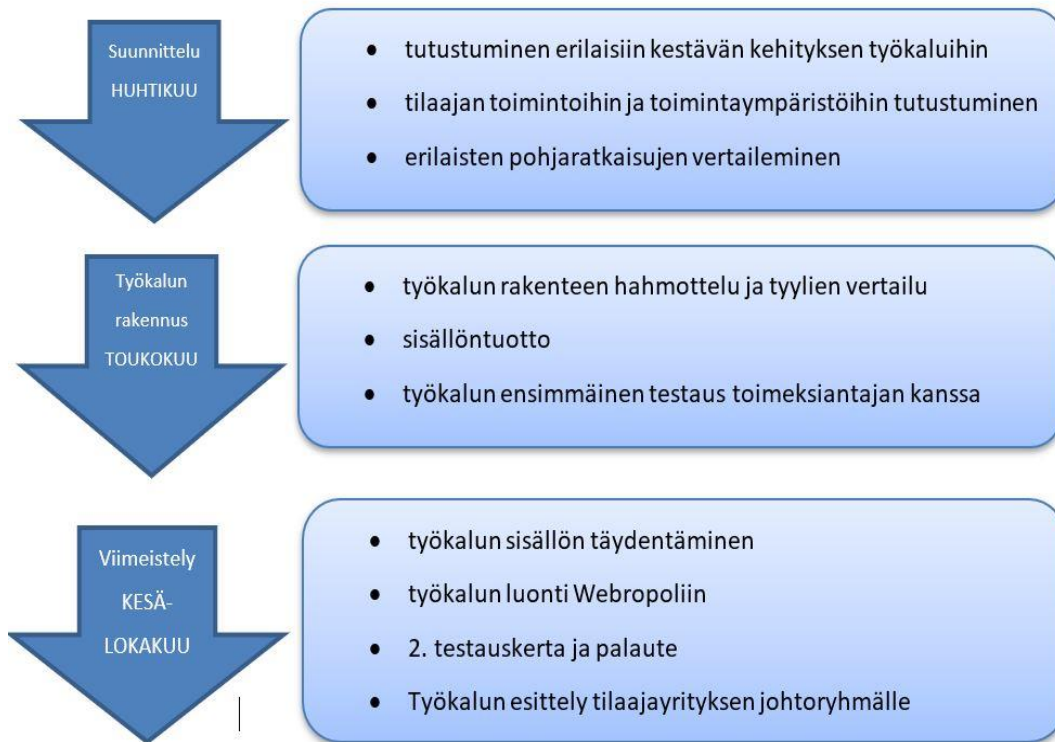 Suunnittelu
HUHTIKUU
• tutustuminen erilaisiin kestävän kehityksen työkaluihin
• tilaajan toimintoihin ja toimintaympäristöihin tutustuminen
• erilaisten pohjaratkaisujen vertaileminen
Työkalun
rakennus
TOUKOKUU
• työkalun rakenteen hahmottelu ja tyylien vertailu
• sisällöntuotto
• työkalun ensimmäinen testaus toimeksiantajan kanssa
Viimeistely
KESÄ-
LOKAKUU
• työkalun sisällön täydentäminen
• työkalun luonti Webropoliin
• 2. testauskerta ja palaute
• Työkalun esittely tilaajayrityksen johtoryhmälle